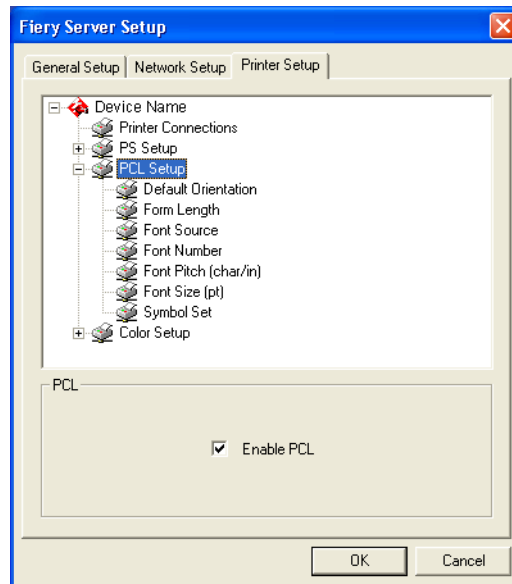 Fiery Server Setup
General Setup Network Setup Printer Setup
Device Name
Printer Connections
PS Setup
PCL Setup
Default Orientation
Form Length
Font Source
Font Number
Font Pitch (char/in)
Font Size (pt)
Symbol Set
Color Setup
PCL
Enable PCL
OK Cancel